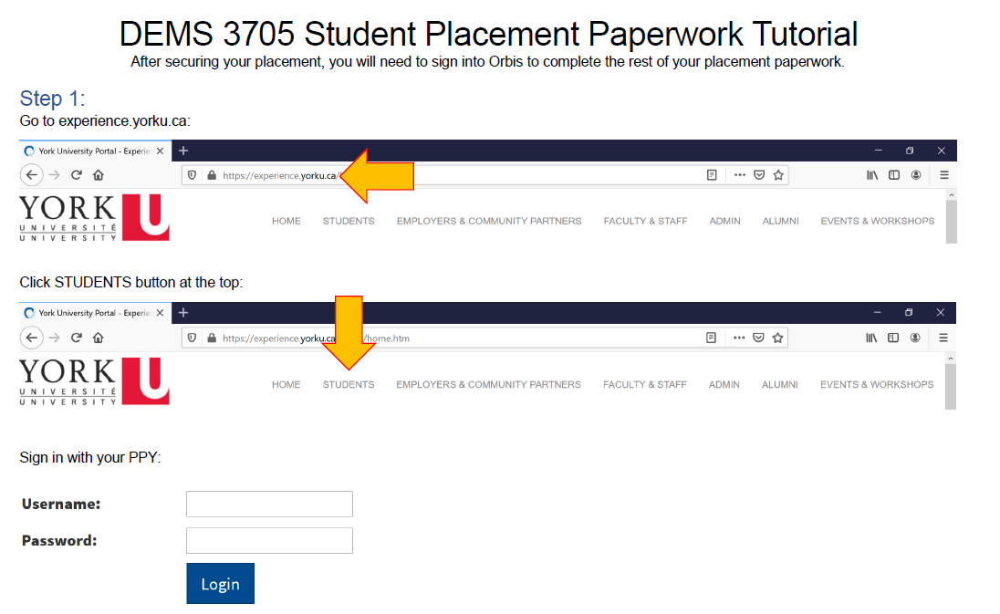 DEMS 3705 Student Placement Paperwork Tutorial
After securing your placement, you will need to sign into Orbis to complete the rest of your placement paperwork.
Step 1:
Go to experience.yorku.ca:
York University Portal - Experie
https://experience.yorku.ca/
YORK
UNIVERSITÉ
UNIVERSITY
U
HOME STUDENTS EMPLOYERS & COMMUNITY PARTNERS FACULTY & STAFF ADMIN ALUMNI EVENTS & WORKSHOPS
Click STUDENTS button at the top:
York University Portal - Experie
https://experience.yorku.ca /home.htm
YORK
UNIVERSITÉ
UNIVERSITY
U
HOME STUDENTS EMPLOYERS & COMMUNITY PARTNERS FACULTY & STAFF ADMIN ALUMNI EVENTS & WORKSHOPS
Sign in with your PPY:
Username:
Password:
Login